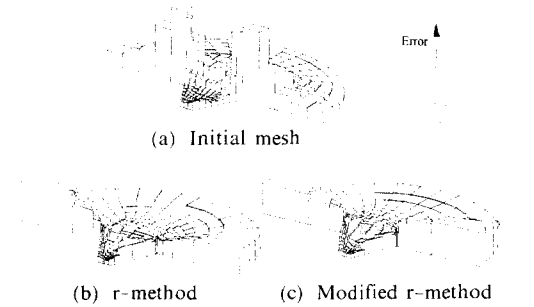 Error
(a) Initial mesh
(b) r-method
(c) Modified r-method